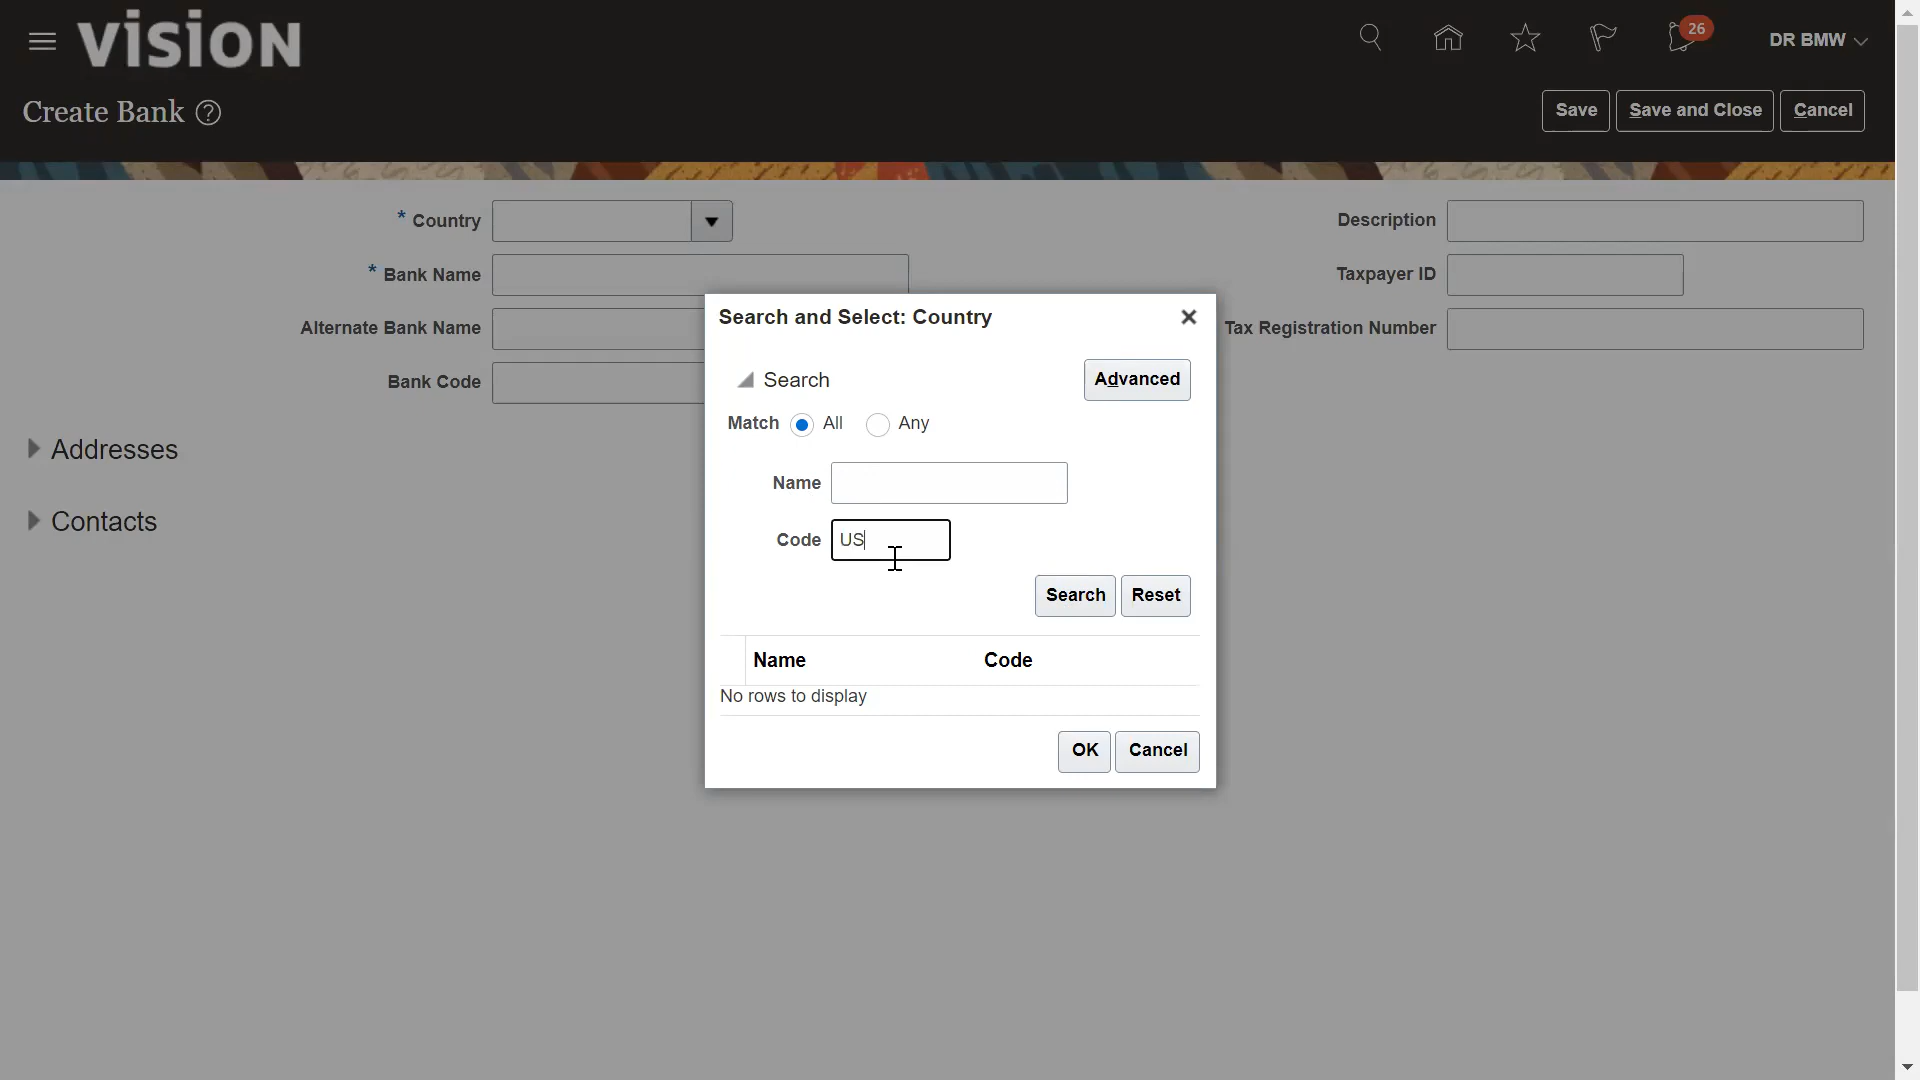 VISION
26
DR BMW
Create Bank ?
Save
Save and Close
Cancel
* Country
Description
* Bank Name
Taxpayer ID
Alternate Bank Name
Tax Registration Number
Bank Code
Addresses
Contacts
Search and Select: Country
Search
Advanced
Match All Any
Name
Code US
Search Reset
Name Code
No rows to display
OK Cancel